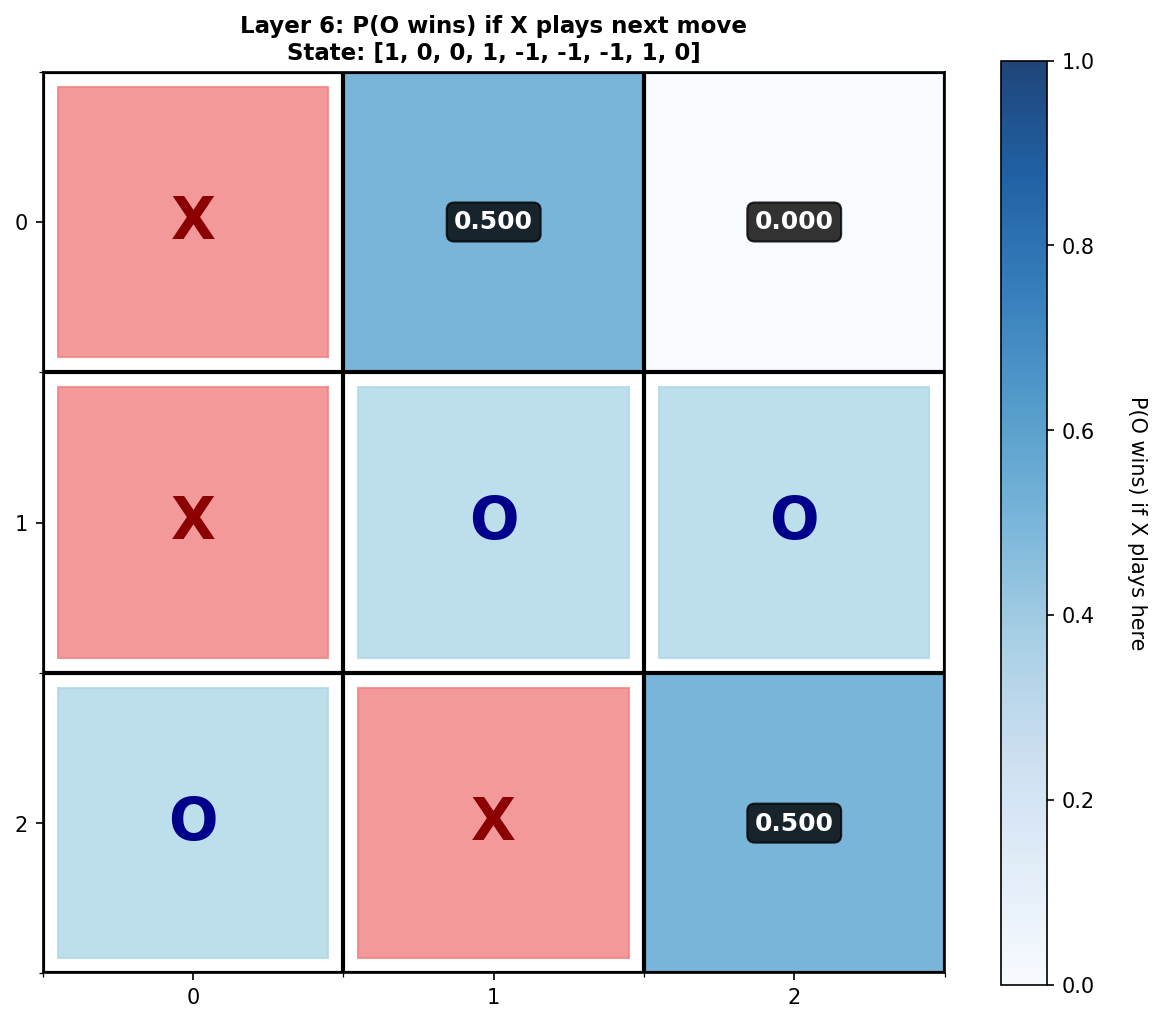 Layer 6: P(O wins) if X plays next move
State: [1, 0, 0, 1, -1, -1, -1, 1, 0]
0
X
0.500
0.000
1
X
O
O
2
O
X
0.500
0
1
2
1.0
0.8
0.6
0.4
0.2
0.0
P(O wins) if X plays here